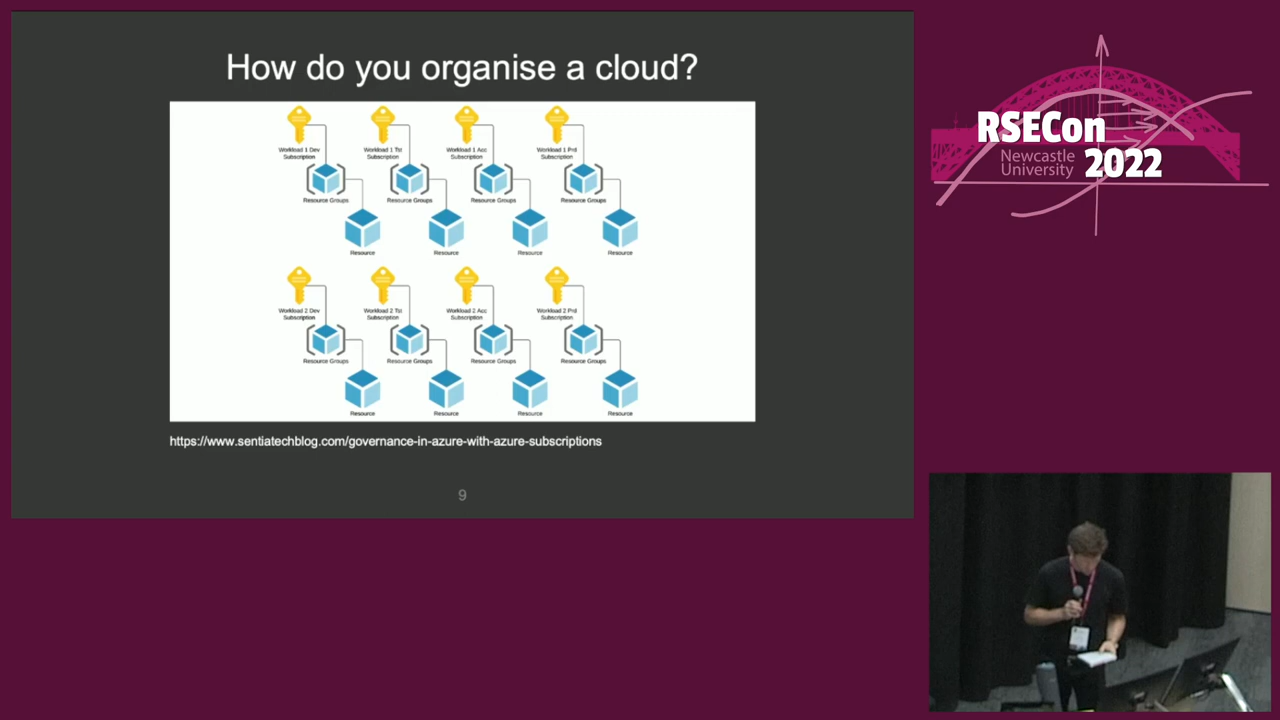 How do you organise a cloud?
Workload 1 Dev
Subscription
Workload 1 Tst
Subscription
Workload 1 Acc
Subscription
Workload 1 Prd
Subscription
Resource Groups
Resource Groups
Resource Groups
Resource Groups
Resource
Resource
Resource
Resource
Workload 2 Dev
Subscription
Workload 2 Tst
Subscription
Workload 2 Acc
Subscription
Workload 2 Prd
Subscription
Resource Groups
Resource Groups
Resource Groups
Resource Groups
Resource
Resource
Resource
Resource
https://www.sentiatechblog.com/governance-in-azure-with-azure-subscriptions
9
RSECon
Newcastle
University
2022